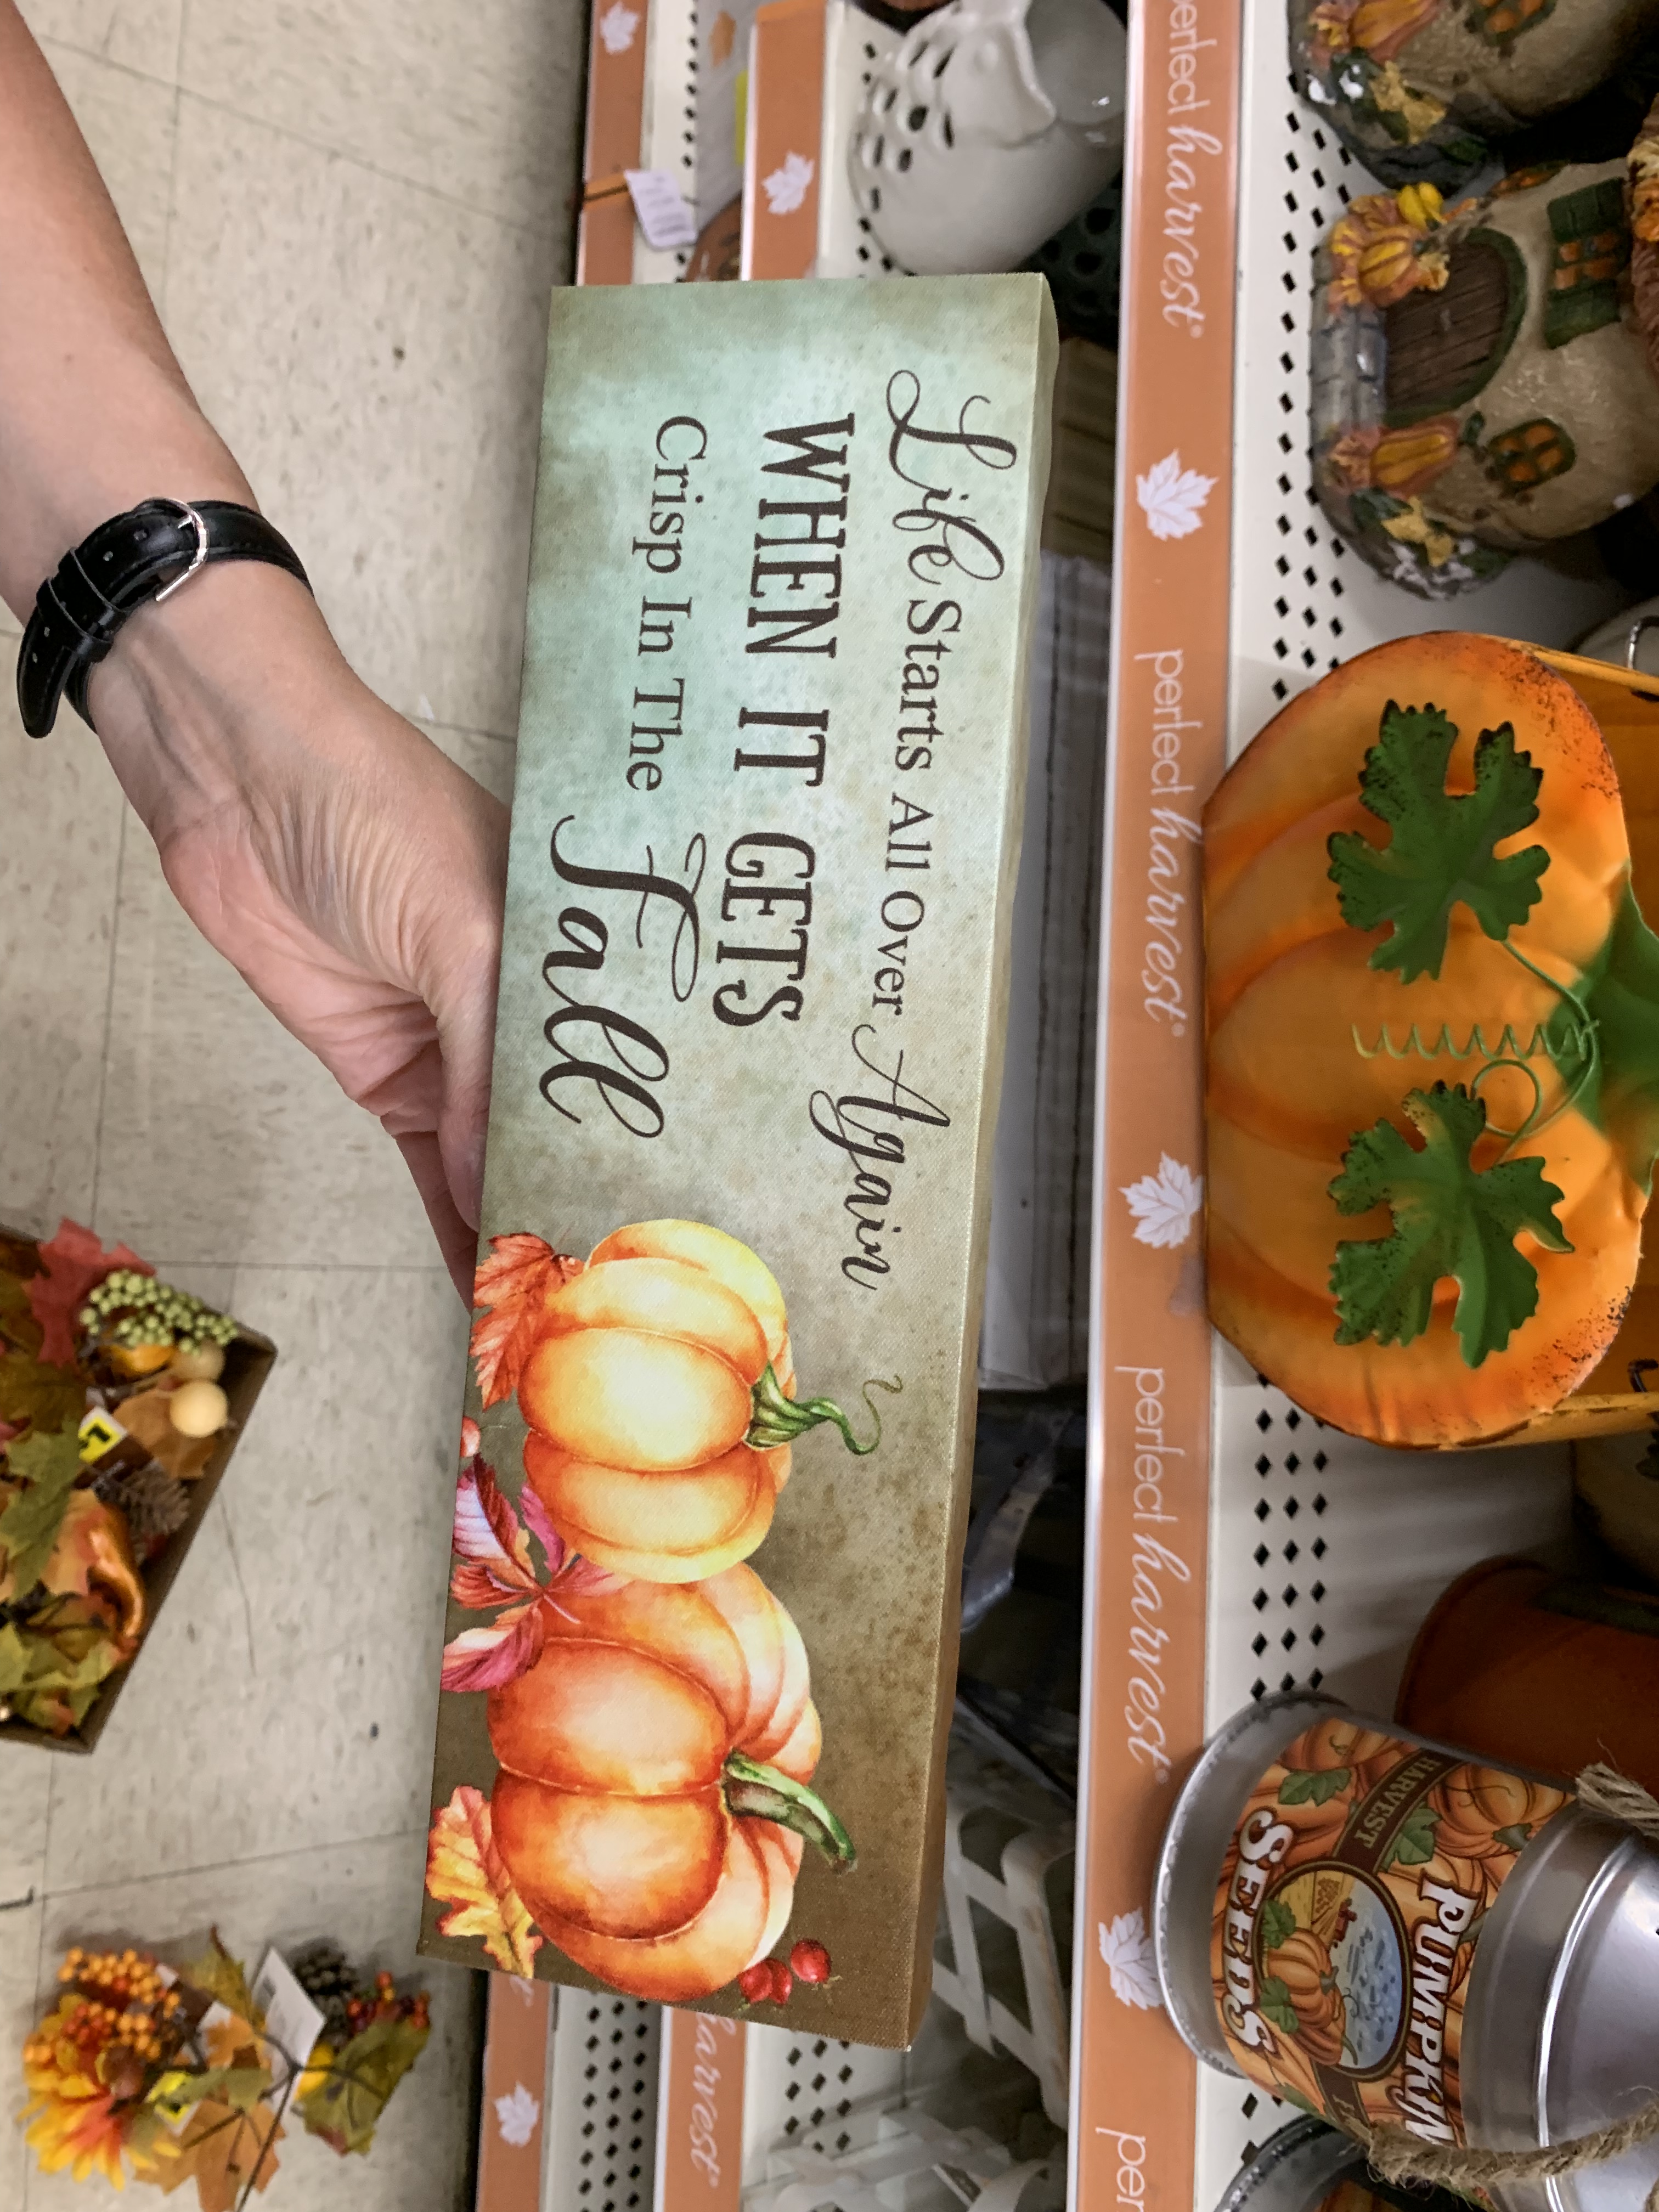 Life Starts All Over Again
WHEN IT GETS
Crisp In The fall
perfect harvest®
perfect harvest®
perfect harvest®
per
harvest®
HARVEST
PUMPKIN
SEEDS